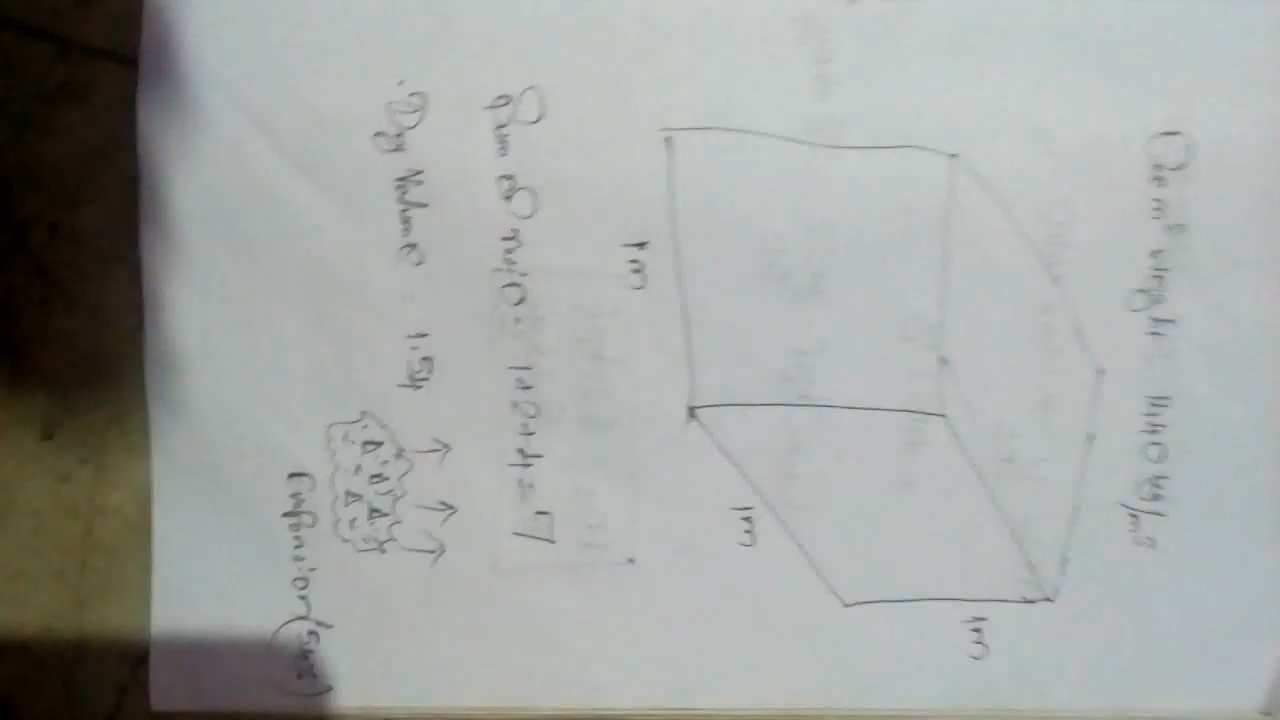 One m³ weight = 1440 kg/m³
1m
1m
1m
Sum of ratio = 1+2+4 = 7
Dry Volume 1.54
Expansion (54%)